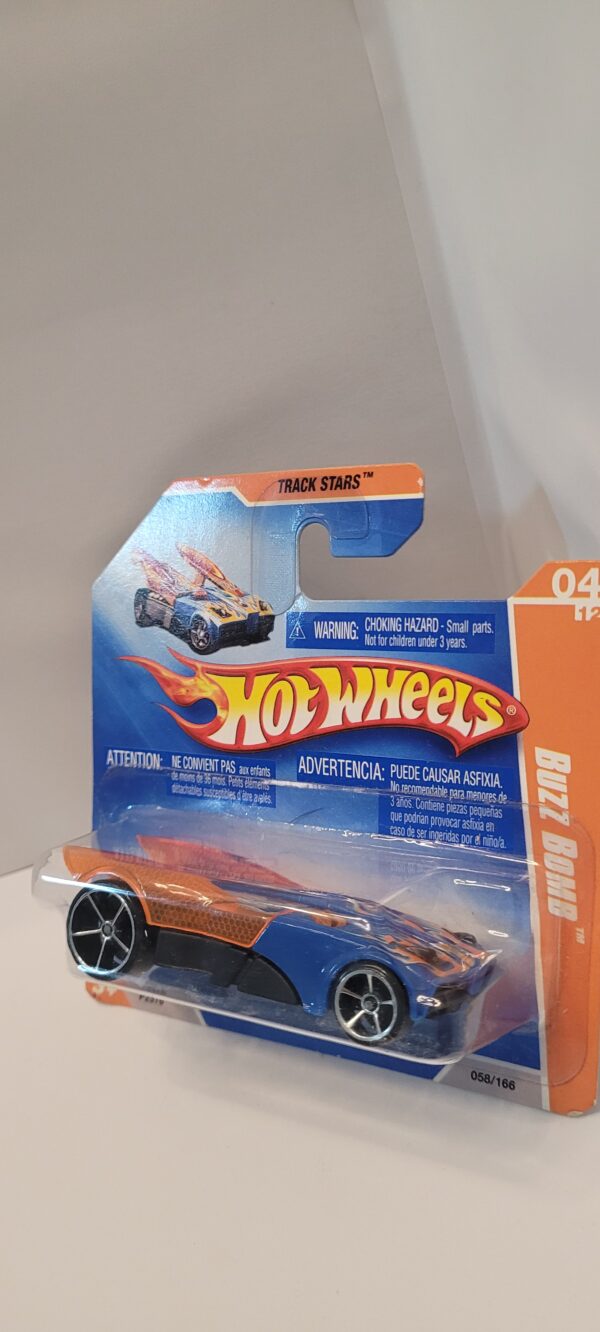 TRACK STARS™
04
12
WARNING: CHOKING HAZARD - Small parts.
Not for children under 3 years.
HOT WHEELS®
ATTENTION: NE CONVIENT PAS aux enfants
de moins de 36 mois. Petits éléments
détachables susceptibles d'être avalés.
ADVERTENCIA: PUEDE CAUSAR ASFIXIA.
No recomendable para menores de
3 años. Contiene piezas pequeñas
que podrían provocar asfixia en
caso de ser ingeridas por el niño/a.
BUZZ BOMB™
3+
058/166